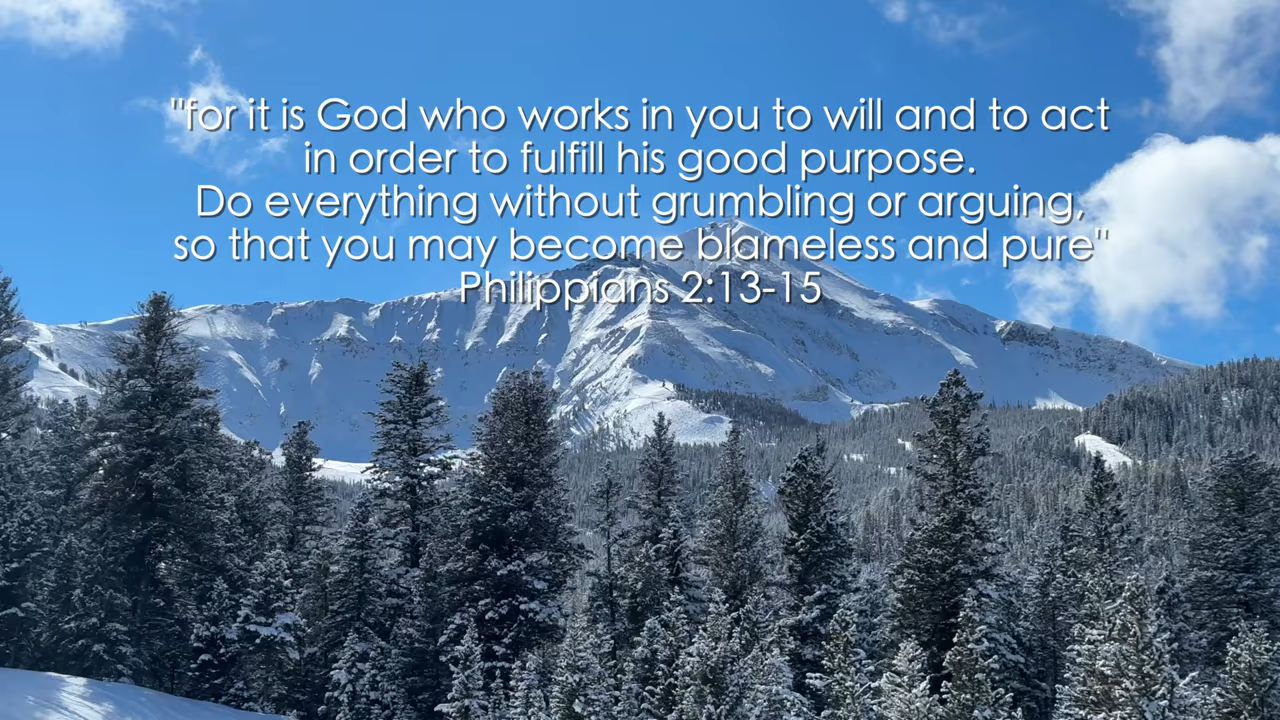 "for it is God who works in you to will and to act
in order to fulfill his good purpose.
Do everything without grumbling or arguing,
so that you may become blameless and pure"
Philippians 2:13-15